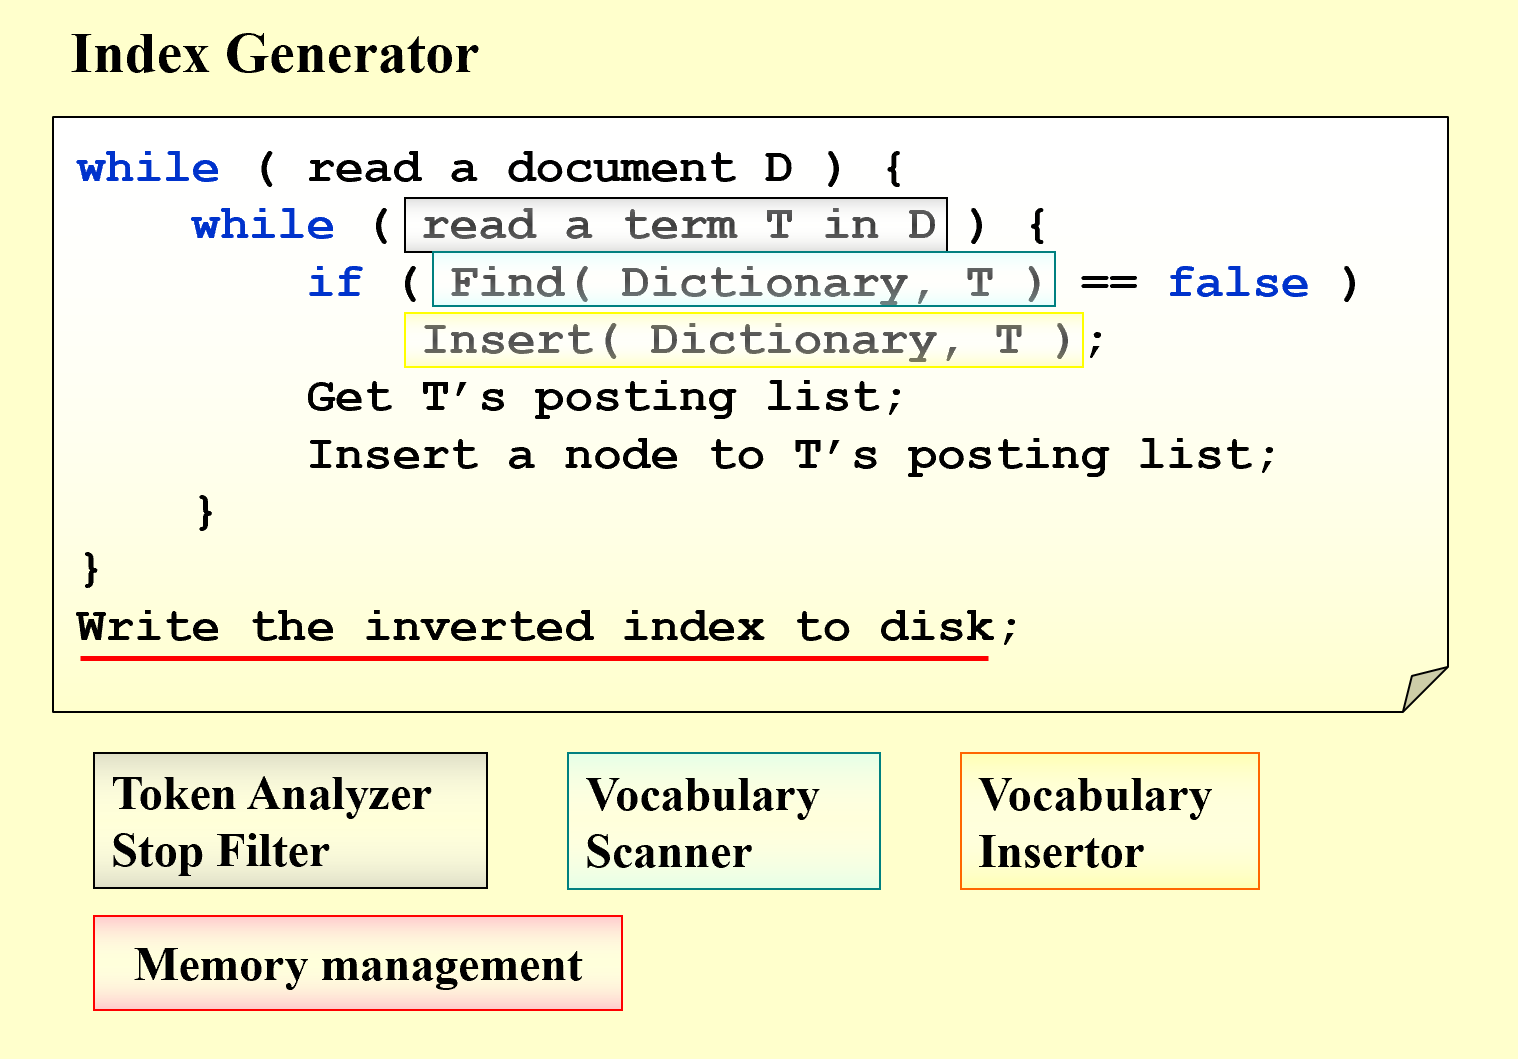 Index Generator
while ( read a document D ) {
    while ( read a term T in D ) {
        if ( Find( Dictionary, T ) == false )
            Insert( Dictionary, T );
        Get T’s posting list;
        Insert a node to T’s posting list;
    }
}
Write the inverted index to disk;
Token Analyzer
Stop Filter
Vocabulary
Scanner
Vocabulary
Insertor
Memory management